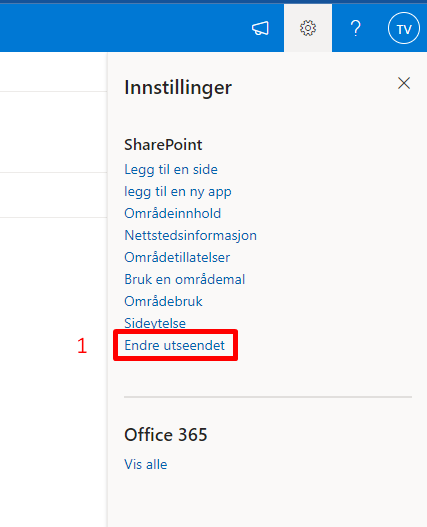 TV
Innstillinger
SharePoint
Legg til en side
legg til en ny app
Områdeinnhold
Nettstedsinformasjon
Områdetillatelser
Bruk en områdemal
Områdebruk
Sideytelse
1 Endre utseendet
Office 365
Vis alle